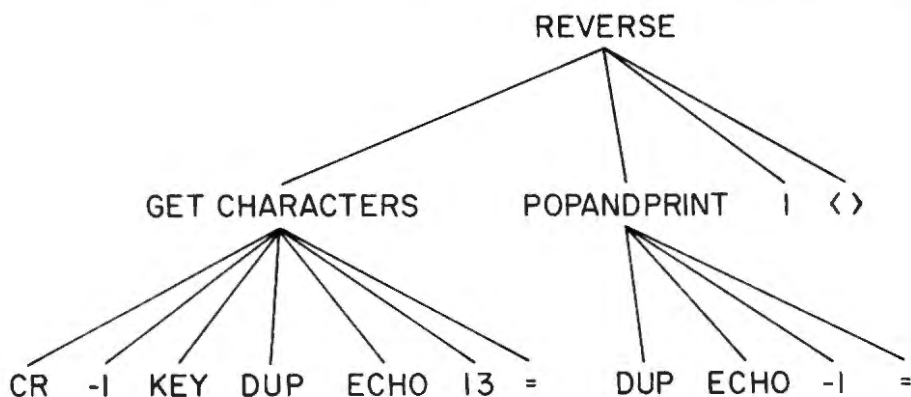 REVERSE
GET CHARACTERS POPANDPRINT 1 <>
CR -1 KEY DUP ECHO 13 = DUP ECHO -1 =